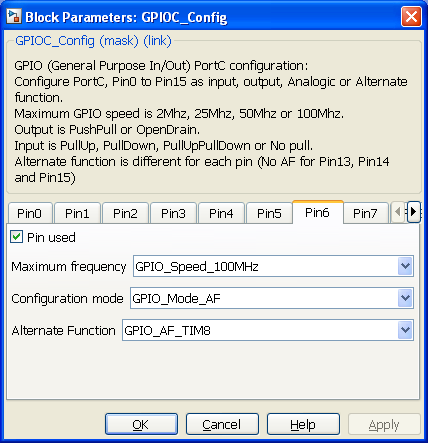 Block Parameters: GPIOC_Config
GPIOC_Config (mask) (link)
GPIO (General Purpose In/Out) PortC configuration:
Configure PortC, Pin0 to Pin15 as input, output, Analogic or Alternate
function.
Maximum GPIO speed is 2Mhz, 25Mhz, 50Mhz or 100Mhz.
Output is PushPull or OpenDrain.
Input is PullUp, PullDown, PullUpPullDown or No pull.
Alternate function is different for each pin (No AF for Pin13, Pin14
and Pin15)
Pin0 Pin1 Pin2 Pin3 Pin4 Pin5 Pin6 Pin7
Pin used
Maximum frequency GPIO_Speed_100MHz
Configuration mode GPIO_Mode_AF
Alternate Function GPIO_AF_TIM8
OK Cancel Help Apply